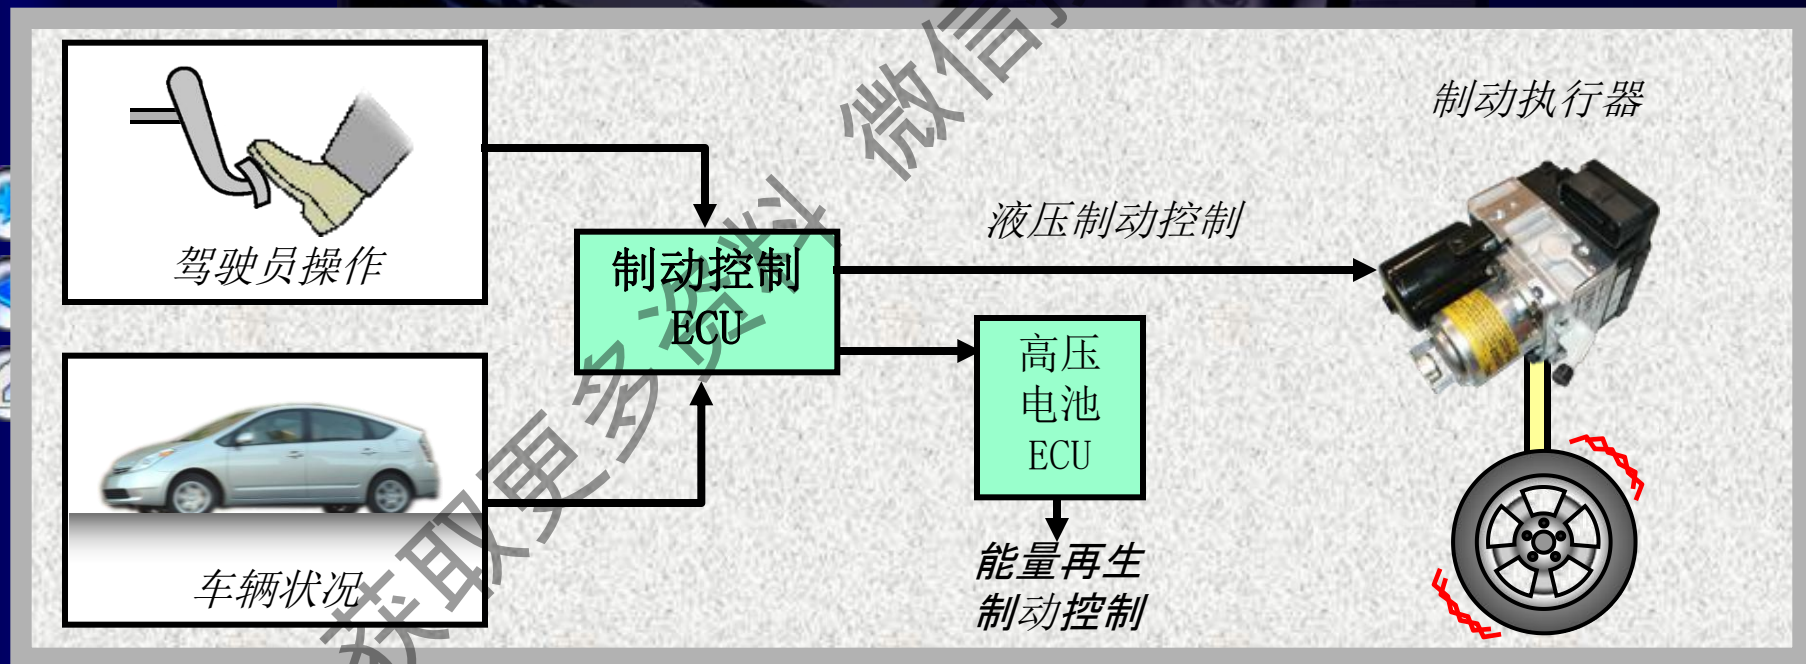 制动执行器
驾驶员操作
液压制动控制
制动控制
ECU
高压
电池
ECU
车辆状况
能量再生
制动控制
获取更多资料 微信